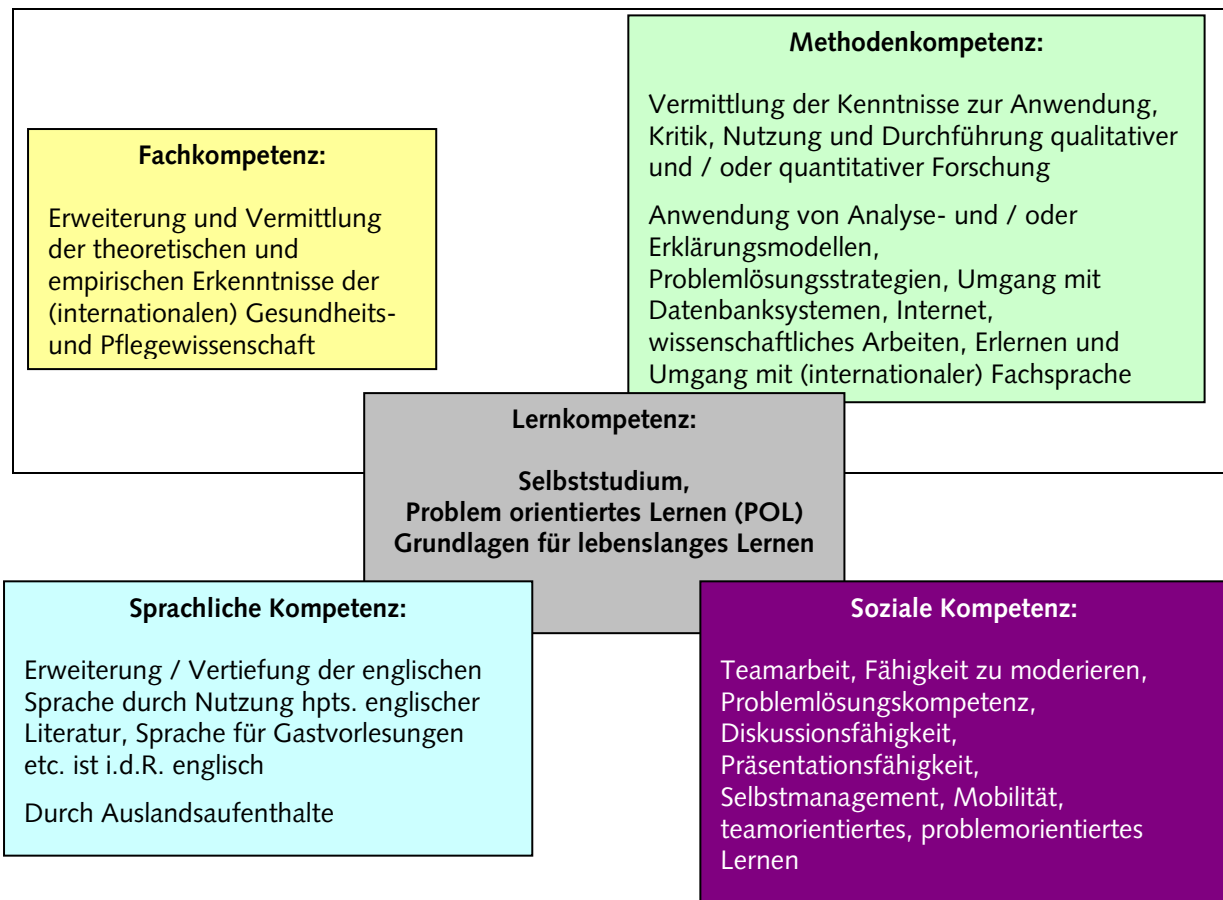 Methodenkompetenz:
Vermittlung der Kenntnisse zur Anwendung,
Kritik, Nutzung und Durchführung qualitativer
und / oder quantitativer Forschung
Anwendung von Analyse- und / oder
Erklärungsmodellen,
Problemlösungsstrategien, Umgang mit
Datenbanksystemen, Internet,
wissenschaftliches Arbeiten, Erlernen und
Umgang mit (internationaler) Fachsprache
Fachkompetenz:
Erweiterung und Vermittlung
der theoretischen und
empirischen Erkenntnisse der
(internationalen) Gesundheits-
und Pflegewissenschaft
Lernkompetenz:
Selbststudium,
Problem orientiertes Lernen (POL)
Grundlagen für lebenslanges Lernen
Sprachliche Kompetenz:
Erweiterung / Vertiefung der englischen
Sprache durch Nutzung hpts. englischer
Literatur, Sprache für Gastvorlesungen
etc. ist i.d.R. englisch
Durch Auslandsaufenthalte
Soziale Kompetenz:
Teamarbeit, Fähigkeit zu moderieren,
Problemlösungskompetenz,
Diskussionsfähigkeit,
Präsentationsfähigkeit,
Selbstmanagement, Mobilität,
teamorientiertes, problemorientiertes
Lernen